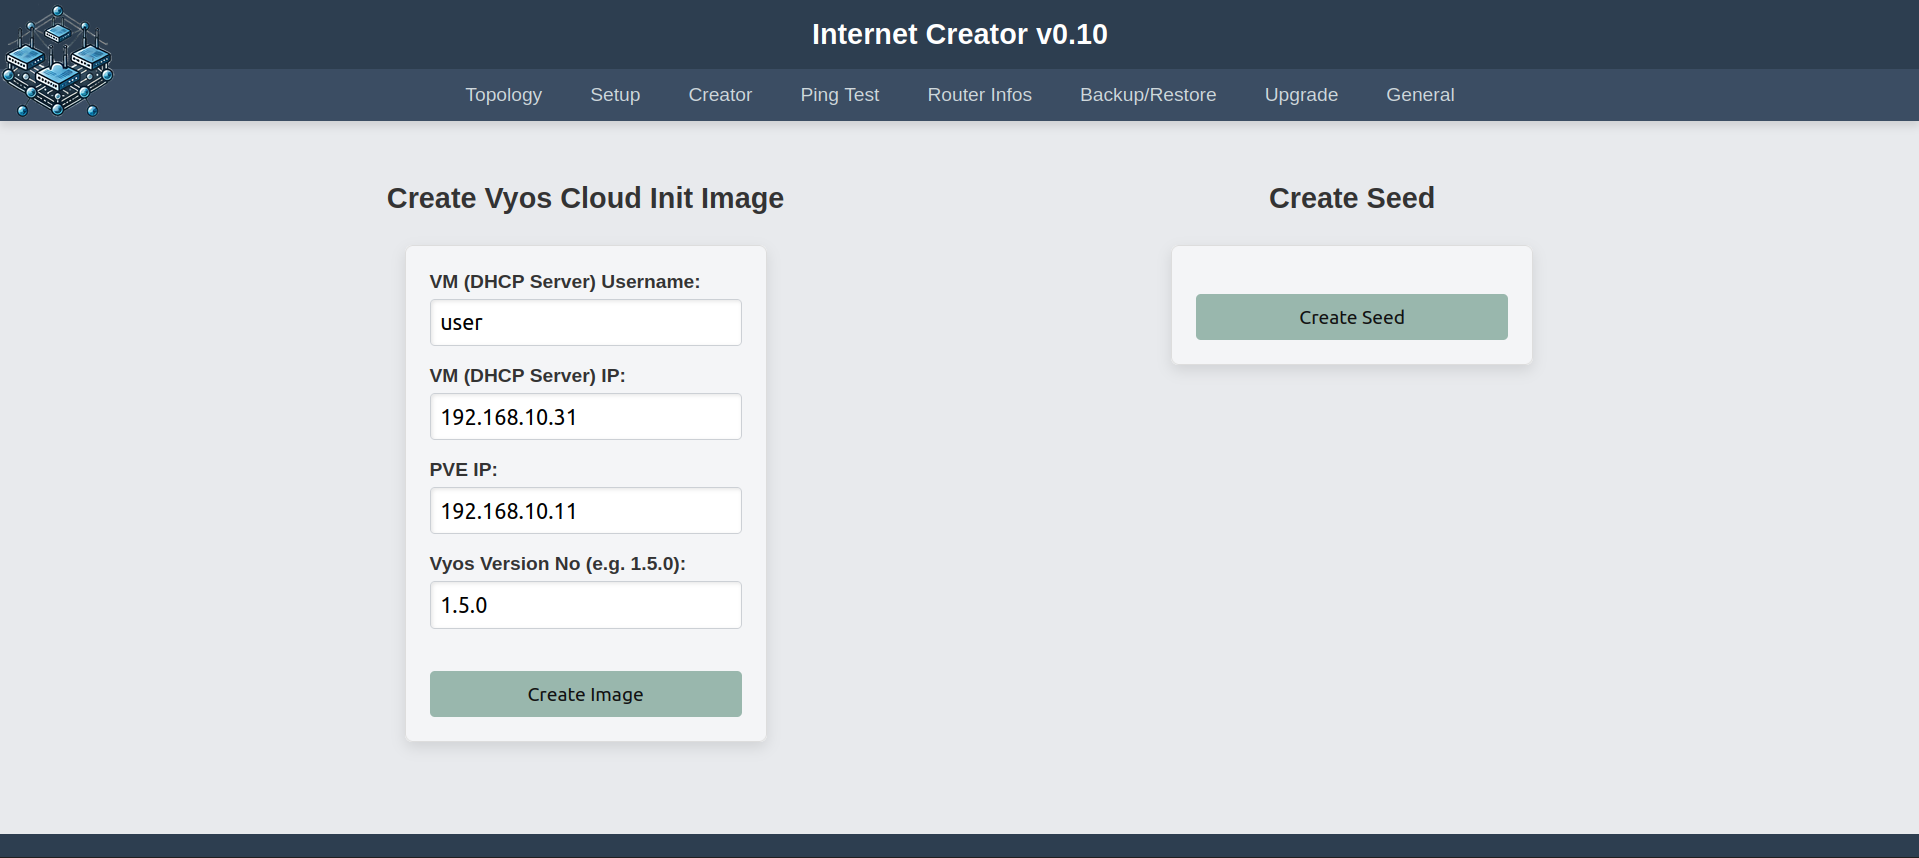 Internet Creator v0.10
Topology Setup Creator Ping Test Router Infos Backup/Restore Upgrade General
Create Vyos Cloud Init Image
VM (DHCP Server) Username:
user
VM (DHCP Server) IP:
192.168.10.31
PVE IP:
192.168.10.11
Vyos Version No (e.g. 1.5.0):
1.5.0
Create Image
Create Seed
Create Seed